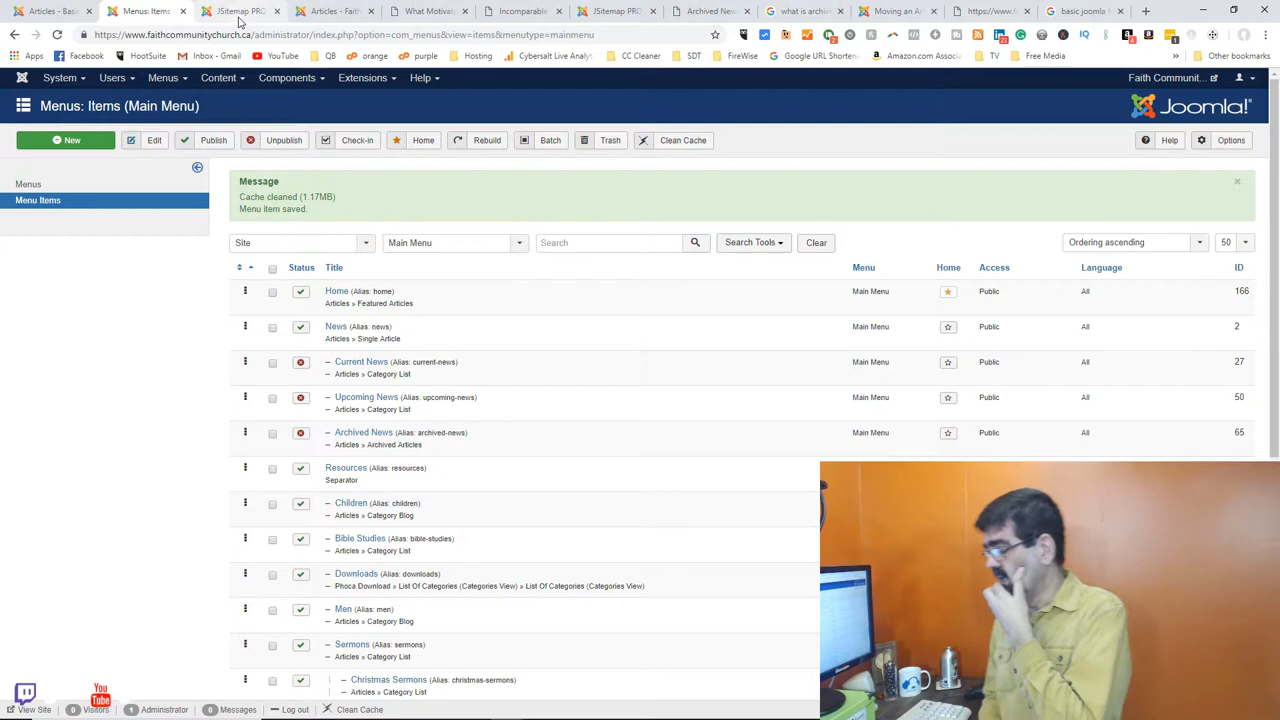 Articles - Bas
Menus: Items (
JSitemap PRO
Articles - Faith
What Motivat
Incomparable
JSitemap PRO
Archived New
what is archiv
Moving an Ar
https://www.f
basic joomla t
https://www.faithcommunitychurch.ca/administrator/index.php?option=com_menus&view=items&menutype=mainmenu
Apps
FhootSuite
Inbox - Gmail
YouTube
QB
orange
purple
Hosting
Cybersalt Live Analy
SDT
FireWise
CC Cleaner
Google URL Shortene
Amazon.com Associ
TV
Free Media
Other bookmarks
System
Users
Menus
Content
Components
Extensions
Help
Faith Communit...
Menus: Items (Main Menu)
Joomla!
New
Edit
Publish
Unpublish
Check-in
Home
Rebuild
Batch
Trash
Clean Cache
Help
Options
Menus
Menu Items
Message
Cache cleaned (1.17MB)
Menu item saved.
Site
Main Menu
Search
Search Tools
Clear
Ordering ascending
50
Status Title Menu Home Access Language ID
Home (Alias: home) Main Menu Public All 166
Articles » Featured Articles
News (Alias: news) Main Menu Public All 2
Articles » Single Article
– Current News (Alias: current-news) Main Menu Public All 27
– Articles » Category List
– Upcoming News (Alias: upcoming-news) Main Menu Public All 50
– Articles » Category List
– Archived News (Alias: archived-news) Main Menu Public All 65
– Articles » Archived Articles
Resources (Alias: resources)
Separator
– Children (Alias: children)
– Articles » Category Blog
– Bible Studies (Alias: bible-studies)
– Articles » Category List
– Downloads (Alias: downloads)
– Phoca Download » List Of Categories (Categories View) » List Of Categories (Categories View)
– Men (Alias: men)
– Articles » Category Blog
– Sermons (Alias: sermons)
– Articles » Category List
– Christmas Sermons (Alias: christmas-sermons)
– Articles » Category List
You
Tube
View Site
0 Visitors
1 Administrator
0 Messages
Log out
Clean Cache